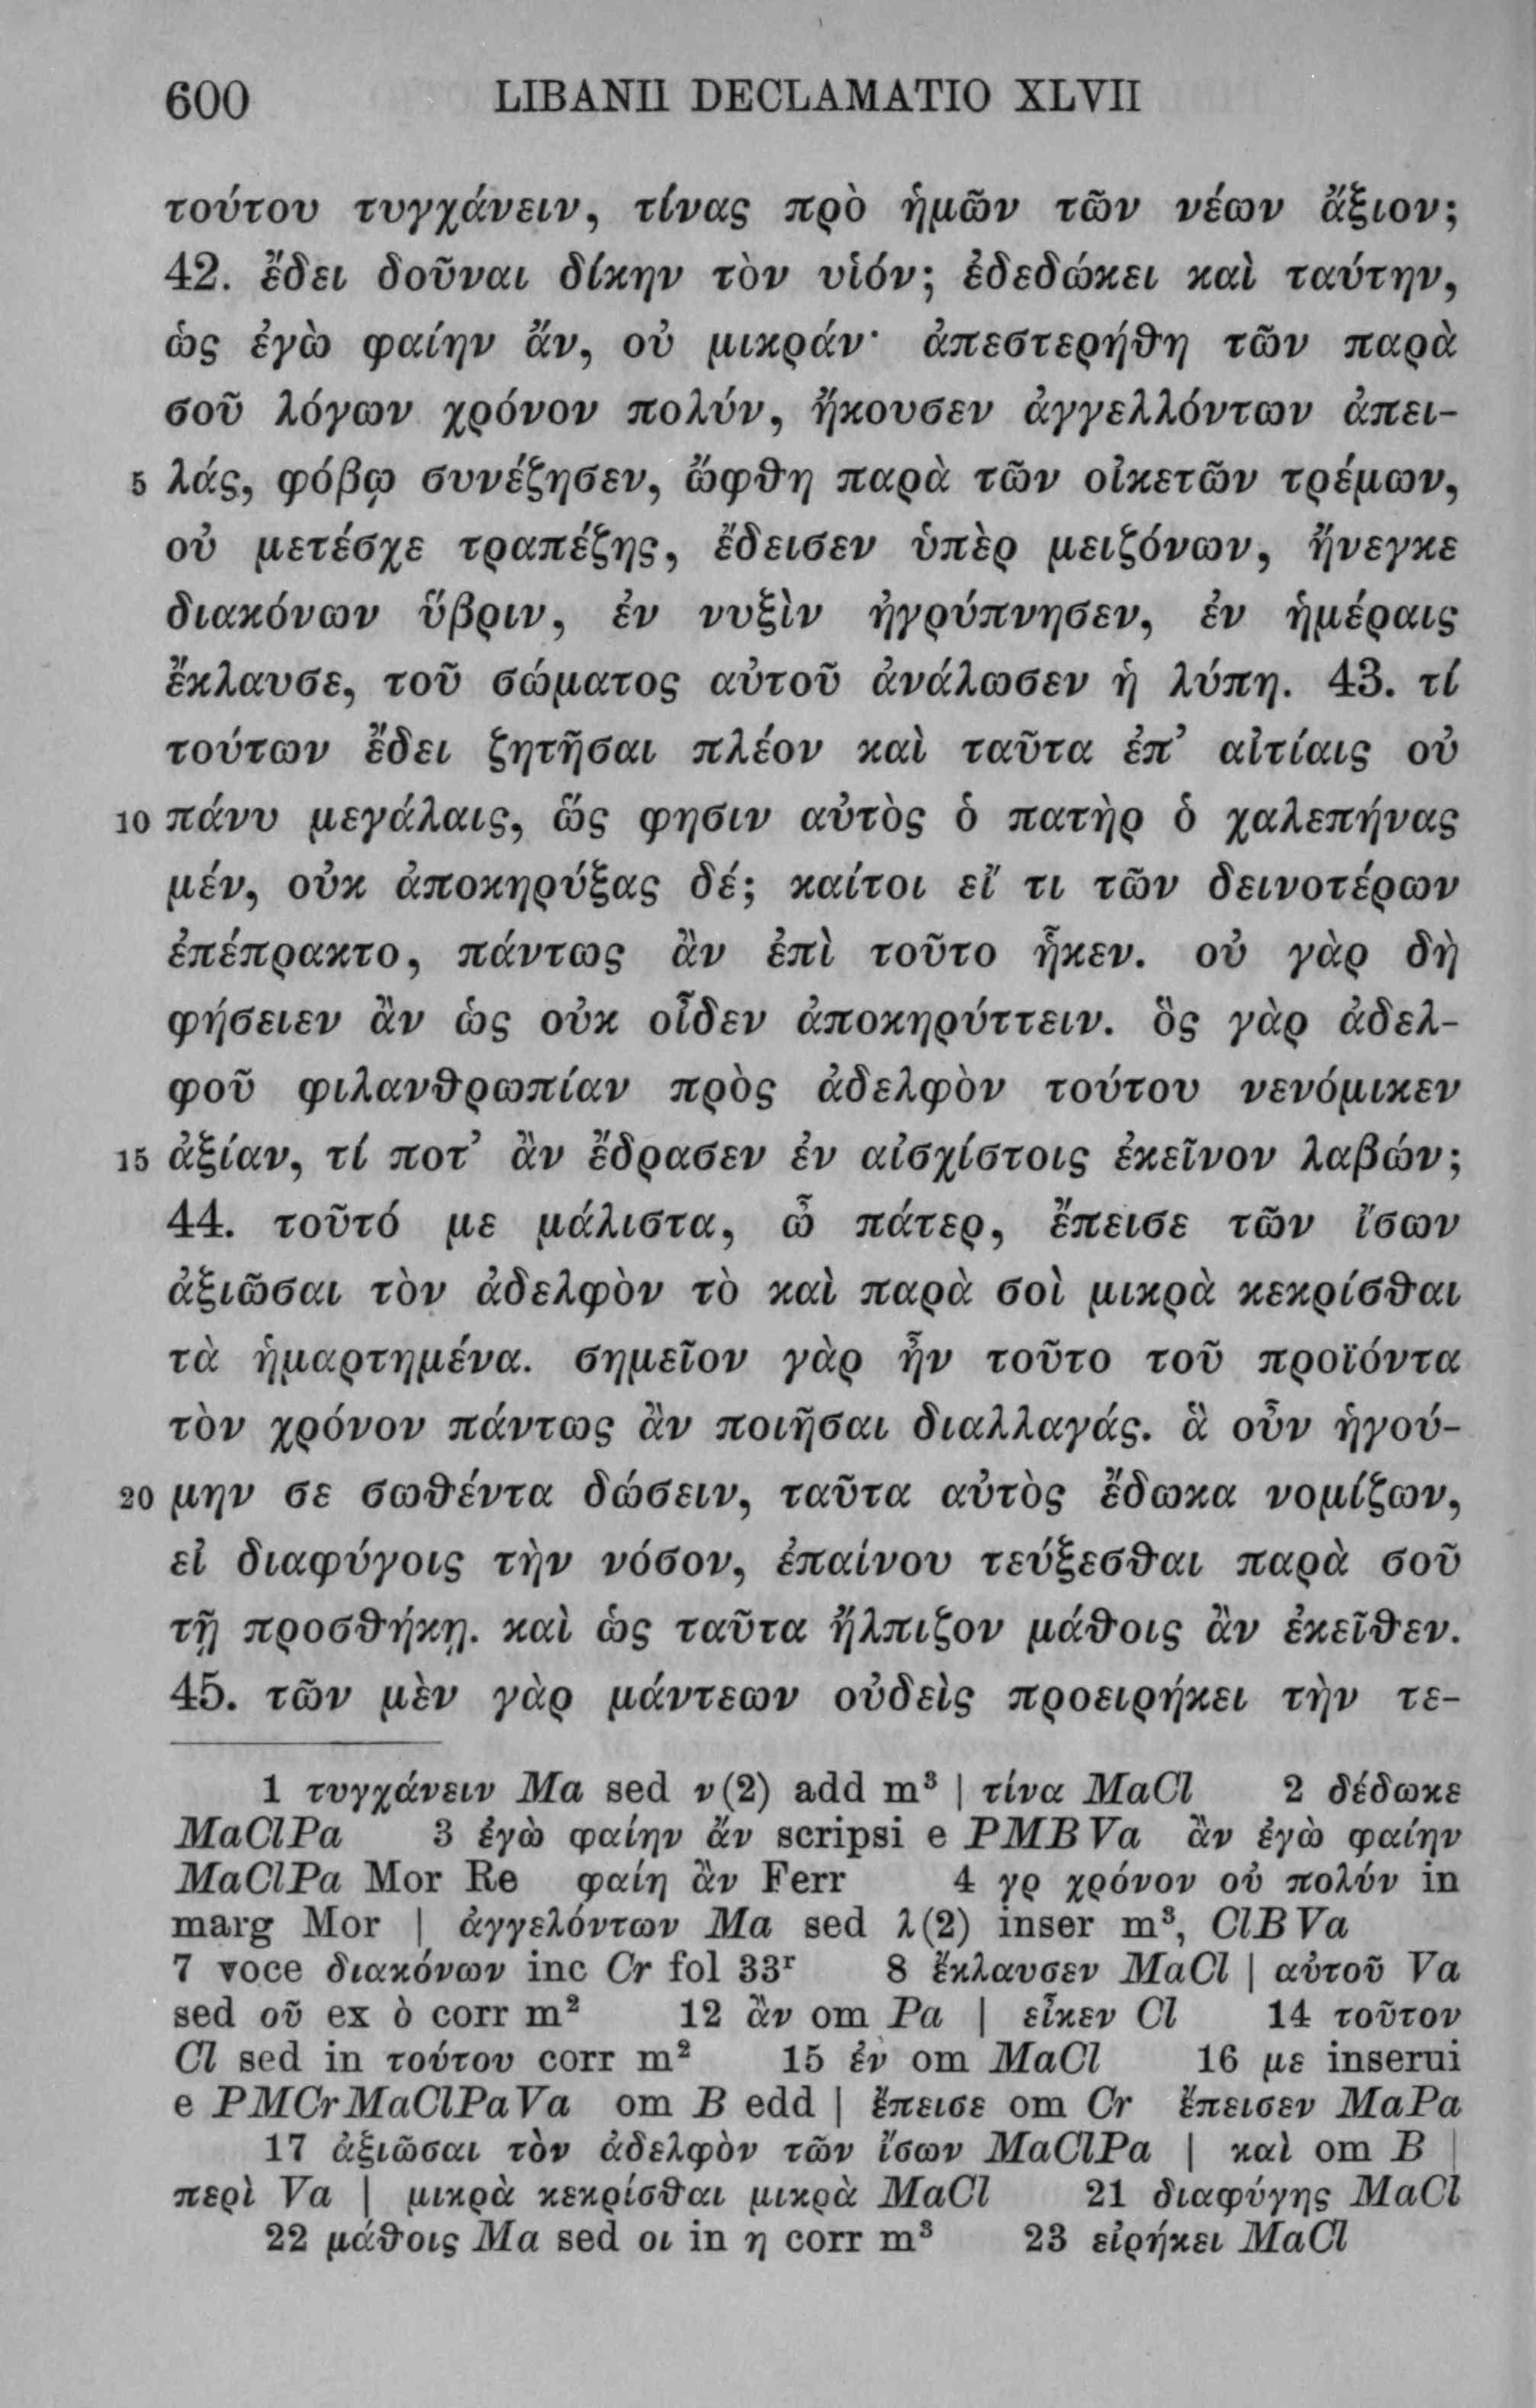 600 LIBANII DECLAMATIO XLVII
τούτου τυγχάνειν, τίνας πρὸ ἡμῶν τῶν νέων ἄξιον;
42. ἔδει δοῦναι δίκην τὸν υἱόν; ἐδεδώκει καὶ ταύτην,
ὡς ἐγὼ φαίην ἄν, οὐ μικράν· ἀπεστερήθη τῶν παρὰ
σοῦ λόγων χρόνον πολύν, ἤκουσεν ἀγγελλόντων ἀπει-
5 λάς, φόβῳ συνέζησεν, ὤφθη παρὰ τῶν οἰκετῶν τρέμων,
οὐ μετέσχε τραπέζης, ἔδεισεν ὑπὲρ μειζόνων, ἤνεγκε
διακόνων ὕβριν, ἐν νυξὶν ἠγρύπνησεν, ἐν ἡμέραις
ἔκλαυσε, τοῦ σώματος αὐτοῦ ἀνάλωσεν ἡ λύπη. 43. τί
τούτων ἔδει ζητῆσαι πλέον καὶ ταῦτα ἐπ’ αἰτίαις οὐ
10 πάνυ μεγάλαις, ὥς φησιν αὐτὸς ὁ πατὴρ ὁ χαλεπήνας
μέν, οὐκ ἀποκηρύξας δέ; καίτοι εἴ τι τῶν δεινοτέρων
ἐπέπρακτο, πάντως ἂν ἐπὶ τοῦτο ἧκεν. οὐ γὰρ δὴ
φήσειεν ἂν ὡς οὐκ οἶδεν ἀποκηρύττειν. ὃς γὰρ ἀδελ-
φοῦ φιλανθρωπίαν πρὸς ἀδελφὸν τούτου νενόμικεν
15 ἀξίαν, τί ποτ’ ἂν ἔδρασεν ἐν αἰσχίστοις ἐκεῖνον λαβών;
44. τοῦτό με μάλιστα, ὦ πάτερ, ἔπεισε τῶν ἴσων
ἀξιῶσαι τὸν ἀδελφὸν τὸ καὶ παρὰ σοὶ μικρὰ κεκρίσθαι
τὰ ἡμαρτημένα. σημεῖον γὰρ ἦν τοῦτο τοῦ προϊόντα
τὸν χρόνον πάντως ἂν ποιῆσαι διαλλαγάς. ἃ οὖν ἡγού-
20 μην σε σωθέντα δώσειν, ταῦτα αὐτὸς ἔδωκα νομίζων,
εἰ διαφύγοις τὴν νόσον, ἐπαίνου τεύξεσθαι παρὰ σοῦ
τῇ προσθήκῃ. καὶ ὡς ταῦτα ἤλπιζον μάθοις ἂν ἐκεῖθεν.
45. τῶν μὲν γὰρ μάντεων οὐδεὶς προειρήκει τὴν τε-
1 τυγχάνειν Ma sed ν(2) add m³ | τίνα MaCl 2 δέδωκε
MaClPa 3 ἐγὼ φαίην ἄν scripsi e PMBVa ἂν ἐγὼ φαίην
MaClPa Mor Re φαίη ἂν Ferr 4 γρ χρόνον οὐ πολύν in
marg Mor | ἀγγελόντων Ma sed λ(2) inser m³, ClBVa
7 voce διακόνων inc Cr fol 33ʳ 8 ἔκλαυσεν MaCl | αὐτοῦ Va
sed οῦ ex ὸ corr m² 12 ἂν om Pa | εἶκεν Cl 14 τοῦτον
Cl sed in τούτου corr m² 15 ἐν om MaCl 16 με inserui
e PMCrMaClPaVa om B edd | ἔπεισε om Cr ἔπεισεν MaPa
17 ἀξιῶσαι τὸν ἀδελφὸν τῶν ἴσων MaClPa | καὶ om B |
περὶ Va | μικρὰ κεκρίσθαι μικρὰ MaCl 21 διαφύγης MaCl
22 μάθοις Ma sed οι in η corr m³ 23 εἰρήκει MaCl